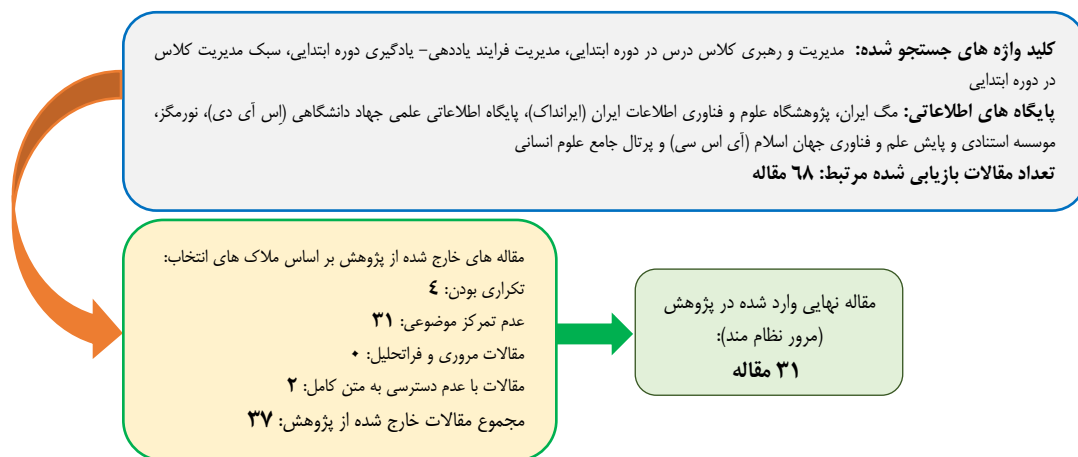 کلید واژه های جستجو شده: مدیریت و رهبری کلاس درس در دوره ابتدایی، مدیریت فرایند یاددهی- یادگیری دوره ابتدایی، سبک مدیریت کلاس
در دوره ابتدایی
پایگاه های اطلاعاتی: مگ ایران، پژوهشگاه علوم و فناوری اطلاعات ایران (ایرانداک)، پایگاه اطلاعاتی علمی جهاد دانشگاهی (اِس آی دی)، نورمگز،
موسسه استنادی و پایش علم و فناوری جهان اسلام (آی اس سی) و پرتال جامع علوم انسانی
تعداد مقالات بازیابی شده مرتبط: ٦٨ مقاله
مقاله های خارج شده از پژوهش بر اساس ملاک های انتخاب:
تکراری بودن: ٤
عدم تمرکز موضوعی: ۳۱
مقالات مروری و فراتحلیل: ۰
مقالات با عدم دسترسی به متن کامل: ۲
مجموع مقالات خارج شده از پژوهش: ۳۷
مقاله نهایی وارد شده در پژوهش
(مرور نظام مند):
۳۱ مقاله